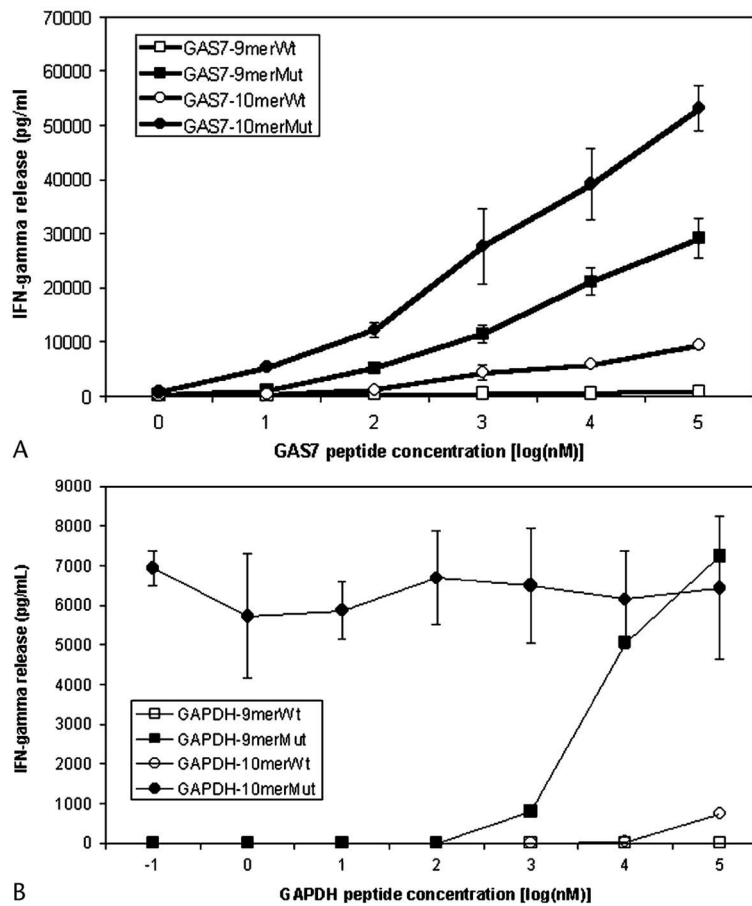 70000
60000
50000
40000
30000
20000
10000
0
IFN-gamma release (pg/ml
GAS7-9merWt
GAS7-9merMut
GAS7-10merWt
GAS7-10merMut
0 1 2 3 4 5
GAS7 peptide concentration [log(nM)]
A
9000
8000
7000
6000
5000
4000
3000
2000
1000
0
IFN-gamma release (pg/mL)
GAPDH-9merWt
GAPDH-9merMut
GAPDH-10merWt
GAPDH-10merMut
-1 0 1 2 3 4 5
GAPDH peptide concentration [log(nM)]
B